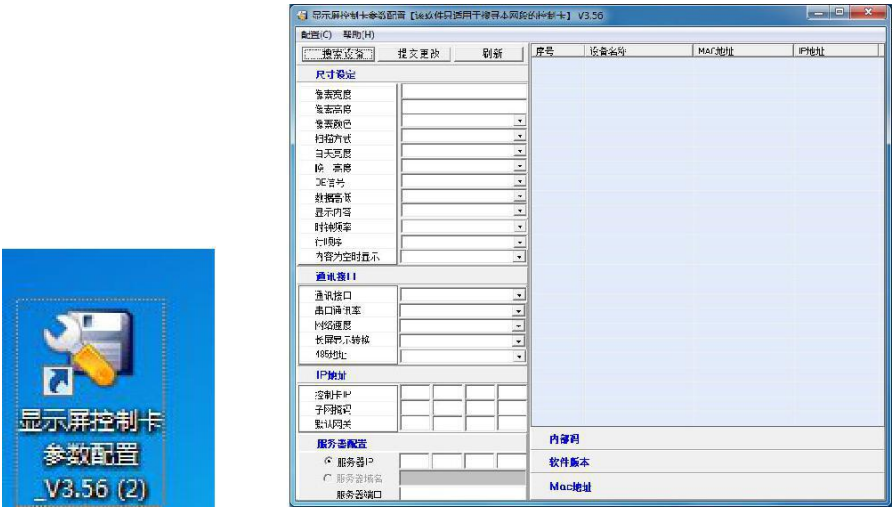 显示屏控制卡
参数配置
_V3.56 (2)
显示屏控制卡参数配置【该软件只适用于搜寻本网段的控制卡】 V3.56
配置(C) 帮助(H)
搜索设备 提交更改 刷新
序号 设备名称 MAC地址 IP地址
尺寸设定
像素宽度
像素高度
像素颜色
扫描方式
白天亮度
晚 高度
OE信号
数据高低
显示内容
时钟频率
行顺序
内容为空时显示
通讯接口
通讯接口
串口通讯率
网络速度
长屏显示转换
485地址
IP地址
控制卡IP
子网掩码
默认网关
服务器配置
服务器IP
服务器域名
服务器端口
内部码
软件版本
Mac地址